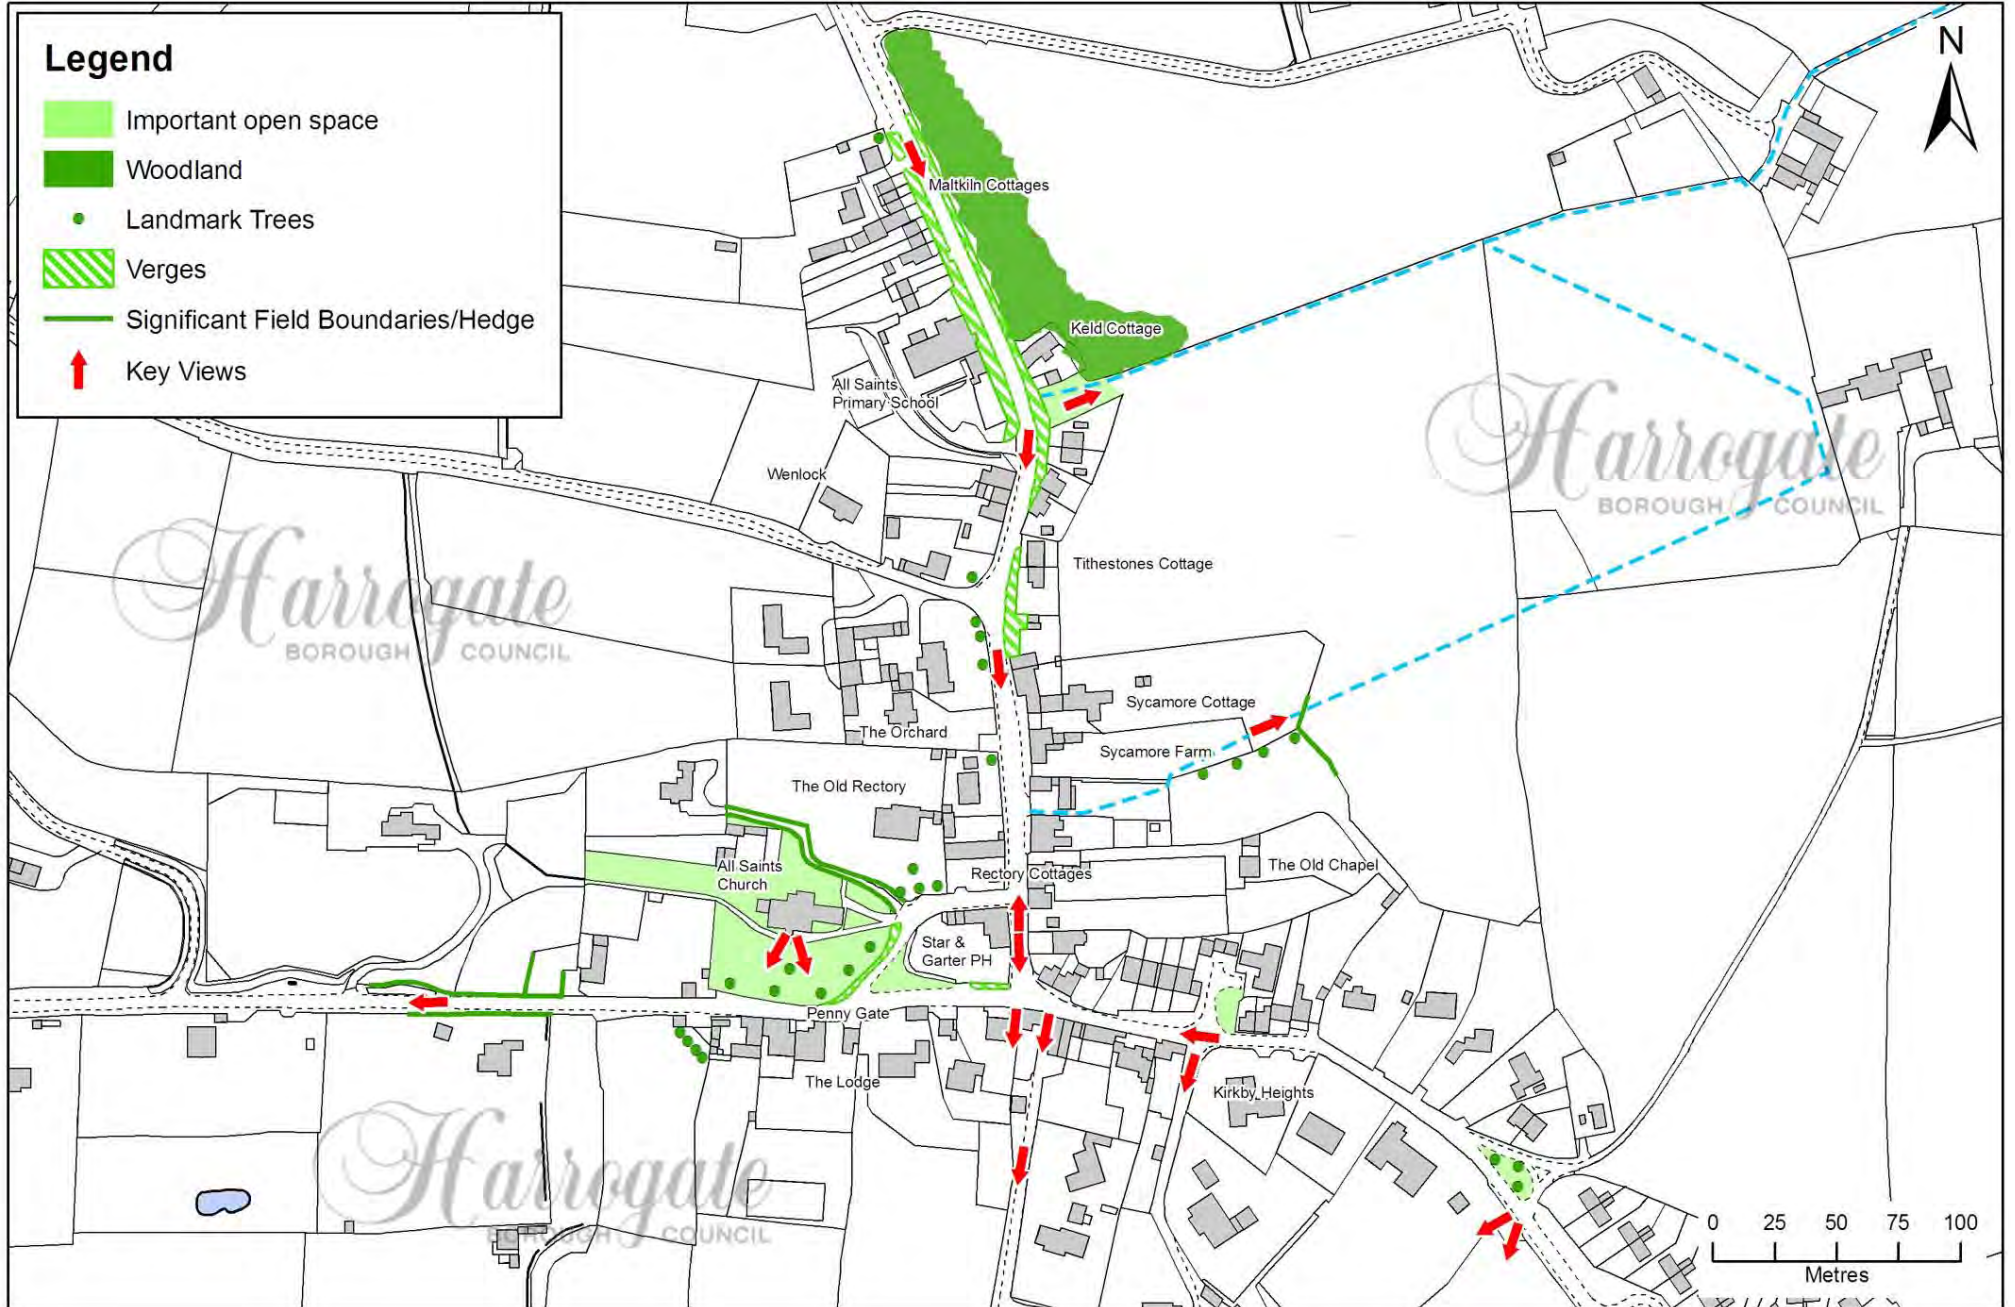 Legend
Important open space
Woodland
Landmark Trees
Verges
Significant Field Boundaries/Hedge
Key Views
N
Maltkiln Cottages
Keld Cottage
All Saints
Primary School
Wenlock
Harrogate
BOROUGH COUNCIL
Harrogate
BOROUGH COUNCIL
Tithestones Cottage
Sycamore Cottage
The Orchard
Sycamore Farm
The Old Rectory
All Saints
Church
Rectory Cottages
The Old Chapel
Star &
Garter PH
Penny Gate
The Lodge
Kirkby Heights
Harrogate
BOROUGH COUNCIL
0 25 50 75 100
Metres